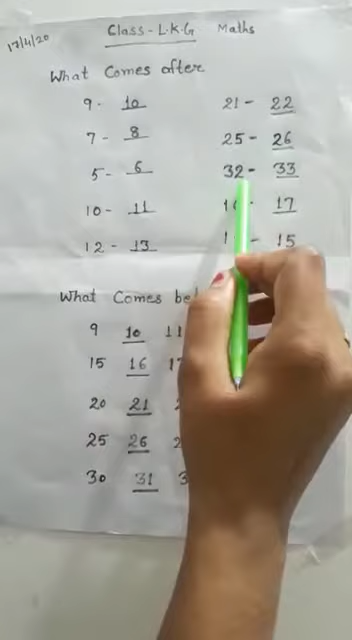 17/4/20
Class - L.K.G Maths
What Comes after
9 - 10 21 - 22
7 - 8 25 - 26
5 - 6 32 - 33
10 - 11 17
12 - 13 15
What Comes
9 10 11
15 16
20 21
25 26
30 31